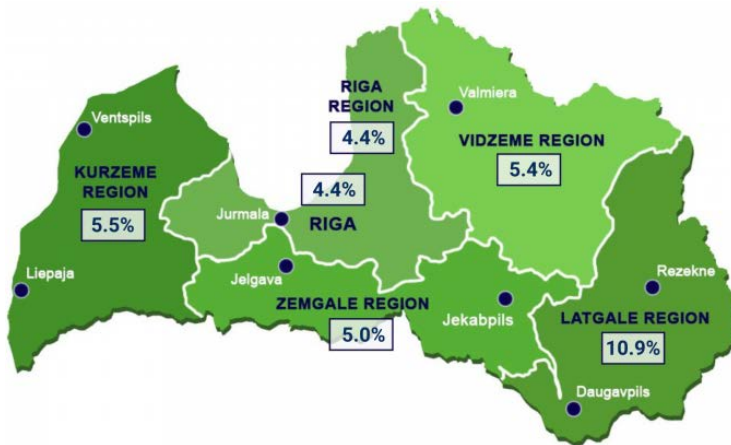 RIGA
REGION
4.4%
Valmiera
Ventspils
VIDZEME REGION
5.4%
KURZEME
REGION
5.5%
4.4%
Jurmala
RIGA
Liepaja
Jelgava
ZEMGALE REGION
5.0%
Jekabpils
Rezekne
LATGALE REGION
10.9%
Daugavpils